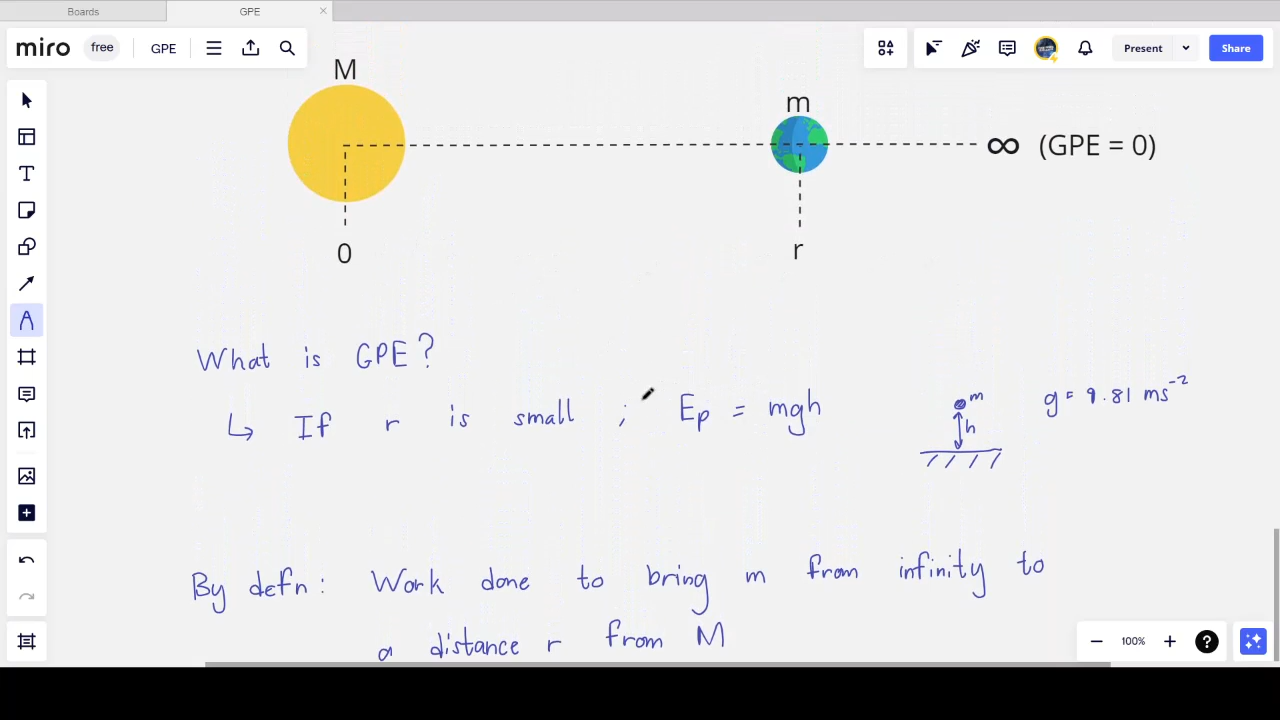 Boards
GPE
miro free GPE
Present
Share
M
m
∞ (GPE = 0)
0
r
What is GPE?
↳ If r is small ; Ep = mgh
m
h
g = 9.81 ms⁻²
By defn : Work done to bring m from infinity to
a distance r from M
100%